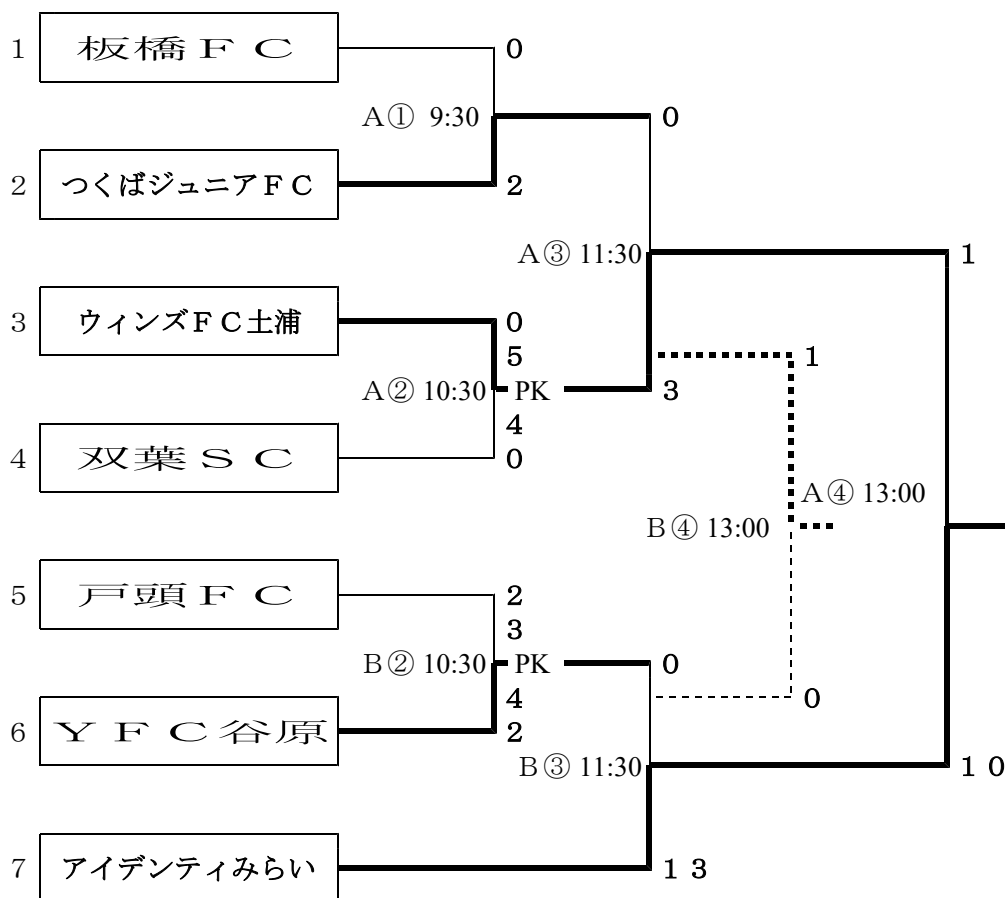 1 板橋ＦＣ 0
A① 9:30 0
2 つくばジュニアＦＣ 2
A③ 11:30 1
3 ウィンズＦＣ土浦 0
5 1
A② 10:30 PK 3
4
4 双葉ＳＣ 0
A④ 13:00
B④ 13:00
5 戸頭ＦＣ 2
3
B② 10:30 PK 0
4 0
6 ＹＦＣ谷原 2
B③ 11:30 10
7 アイデンティみらい 13